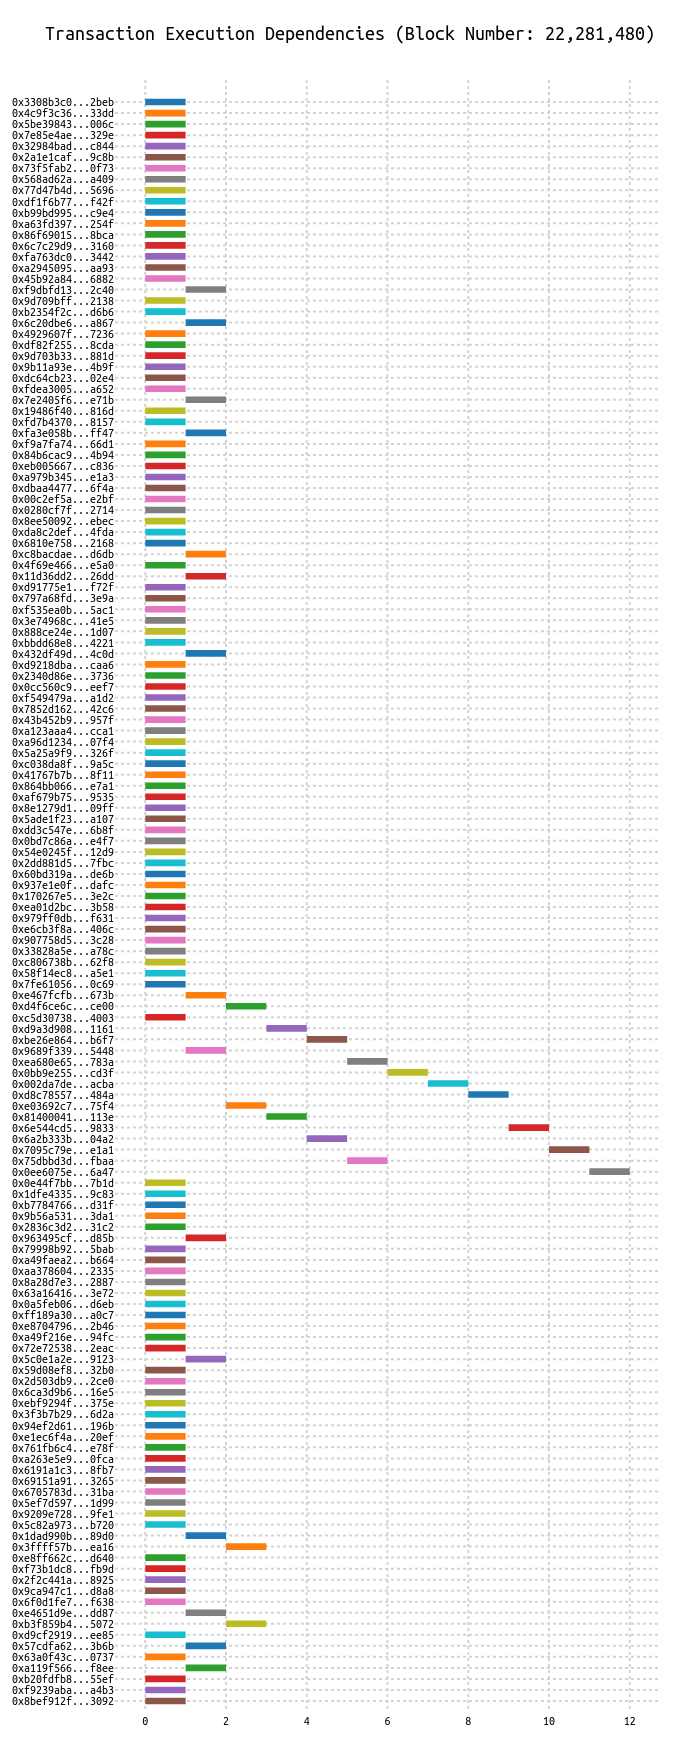 Transaction Execution Dependencies (Block Number: 22,281,480)
0x3308b3c0...2beb
0x4c9f3c36...33dd
0x5be39843...006c
0x7e85e4ae...329e
0x32984bad...c844
0x2a1e1caf...9c8b
0x73f5fab2...0f73
0x568ad62a...a409
0x77d47b4d...5696
0xdf1f6b77...f42f
0xb99bd995...c9e4
0xa63fd397...254f
0x86f69015...8bca
0x6c7c29d9...3160
0xfa763dc0...3442
0xa2945095...aa93
0x45b92a84...6882
0xf9dbfd13...2c40
0x9d709bff...2138
0xb2354f2c...d6b6
0x6c20dbe6...a867
0x4929607f...7236
0xdf82f255...8cda
0x9d703b33...881d
0x9b11a93e...4b9f
0xdc64cb23...02e4
0xfdea3005...a652
0x7e2405f6...e71b
0x19486f40...816d
0xfd7b4370...8157
0xfa3e058b...ff47
0xf9a7fa74...66d1
0x84b6cac9...4b94
0xeb005667...c836
0xa979b345...e1a3
0xdbaa4477...6f4a
0x00c2ef5a...e2bf
0x0280cf7f...2714
0x8ee50092...ebec
0xda8c2def...4fda
0x6810e758...2168
0xc8bacdae...d6db
0x4f69e466...e5a0
0x11d36dd2...26dd
0xd91775e1...f72f
0x797a68fd...3e9a
0xf535ea0b...5ac1
0x3e74968c...41e5
0x888ce24e...1d07
0xbbdd68e8...4221
0x432df49d...4c0d
0xd9218dba...caa6
0x2340d86e...3736
0x0cc560c9...eef7
0xf549479a...a1d2
0x7852d162...42c6
0x43b452b9...957f
0xa123aaa4...cca1
0xa96d1234...07f4
0x5a25a9f9...326f
0xc038da8f...9a5c
0x41767b7b...8f11
0x864bb066...e7a1
0xaf679b75...9535
0x8e1279d1...09ff
0x5ade1f23...a107
0xdd3c547e...6b8f
0x0bd7c86a...e4f7
0x54e0245f...12d9
0x2dd881d5...7fbc
0x60bd319a...de6b
0x937e1e0f...dafc
0x170267e5...3e2c
0xea01d2bc...3b58
0x979ff0db...f631
0xe6cb3f8a...406c
0x907758d5...3c28
0x33828a5e...a78c
0xc806738b...62f8
0x58f14ec8...a5e1
0x7fe61056...0c69
0xe467fcfb...673b
0xd4f6ce6c...ce00
0xc5d30738...4003
0xd9a3d908...1161
0xbe26e864...b6f7
0x9689f339...5448
0xea680e65...783a
0x0bb9e255...cd3f
0x002da7de...acba
0xd8c78557...484a
0xe03692c7...75f4
0x81400041...113e
0x6e544cd5...9833
0x6a2b333b...04a2
0x7095c79e...e1a1
0x75dbbd3d...fbaa
0x0ee6075e...6a47
0x0e44f7bb...7b1d
0x1dfe4335...9c83
0xb7784766...d31f
0x9b56a531...3da1
0x2836c3d2...31c2
0x963495cf...d85b
0x79998b92...5bab
0xa49faea2...b664
0xaa378604...2335
0x8a28d7e3...2887
0x63a16416...3e72
0x0a5feb06...d6eb
0xff189a30...a0c7
0xe8704796...2b46
0xa49f216e...94fc
0x72e72538...2eac
0x5c0e1a2e...9123
0x59d08ef8...32b0
0x2d503db9...2ce0
0x6ca3d9b6...16e5
0xebf9294f...375e
0x3f3b7b29...6d2a
0x94ef2d61...196b
0xe1ec6f4a...20ef
0x761fb6c4...e78f
0xa263e5e9...0fca
0x6191a1c3...8fb7
0x69151a91...3265
0x6705783d...31ba
0x5ef7d597...1d99
0x9209e728...9fe1
0x5c82a973...b720
0x1dad990b...89d0
0x3ffff57b...ea16
0xe8ff662c...d640
0xf73b1dc8...fb9d
0x2f2c441a...8925
0x9ca947c1...d8a8
0x6f0d1fe7...f638
0xe4651d9e...dd87
0xb3f859b4...5072
0xd9cf2919...ee85
0x57cdfa62...3b6b
0x63a0f43c...0737
0xa119f566...f8ee
0xb20fdfb8...55ef
0xf9239aba...a4b3
0x8bef912f...3092
0 2 4 6 8 10 12